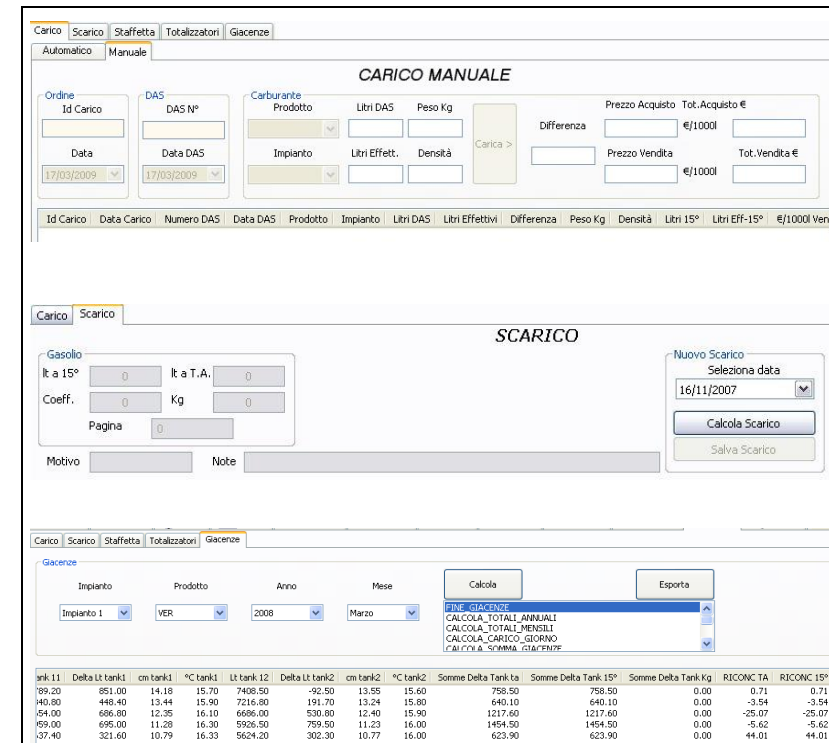 Carico Scarico Staffetta Totalizzatori Giacenze
Automatico Manuale
CARICO MANUALE
Ordine DAS Carburante
Id Carico DAS N° Prodotto Litri DAS Peso Kg Prezzo Acquisto Tot.Acquisto €
Carica > Differenza €/1000l
Data Data DAS Impianto Litri Effett. Densità Prezzo Vendita Tot.Vendita €
17/03/2009 17/03/2009 €/1000l
Id Carico Data Carico Numero DAS Data DAS Prodotto Impianto Litri DAS Litri Effettivi Differenza Peso Kg Densità Litri 15° Litri Eff-15° €/1000l Ven
Carico Scarico
SCARICO
Gasolio Nuovo Scarico
lt a 15° 0 lt a T.A. 0 Seleziona data
16/11/2007
Coeff. 0 Kg 0
Pagina 0 Calcola Scarico
Motivo Note Salva Scarico
Carico Scarico Staffetta Totalizzatori Giacenze
Giacenze
Impianto Prodotto Anno Mese Calcola Esporta
Impianto 1 VER 2008 Marzo
FINE_GIACENZE
CALCOLA_TOTALI_ANNUALI
CALCOLA_TOTALI_MENSILI
CALCOLA_CARICO_GIORNO
CALCOLA_SOMMA_GIACENZE
ank 11 Delta Lt tank1 cm tank1 °C tank1 Lt tank 12 Delta Lt tank2 cm tank2 °C tank2 Somme Delta Tank ta Somme Delta Tank 15° Somme Delta Tank Kg RICONC TA RICONC 15°
789.20 851.00 14.18 15.70 7408.50 -92.50 13.55 15.60 758.50 758.50 0.00 0.71 0.71
40.80 448.40 13.44 15.90 7216.80 191.70 13.24 15.80 640.10 640.10 0.00 -3.54 -3.54
54.00 686.80 12.35 16.10 6686.00 530.80 12.40 15.90 1217.60 1217.60 0.00 -25.07 -25.07
959.00 695.00 11.28 16.30 5926.50 759.50 11.23 16.00 1454.50 1454.50 0.00 -5.62 -5.62
37.40 321.60 10.79 16.33 5624.20 302.30 10.77 16.00 623.90 623.90 0.00 44.01 44.01